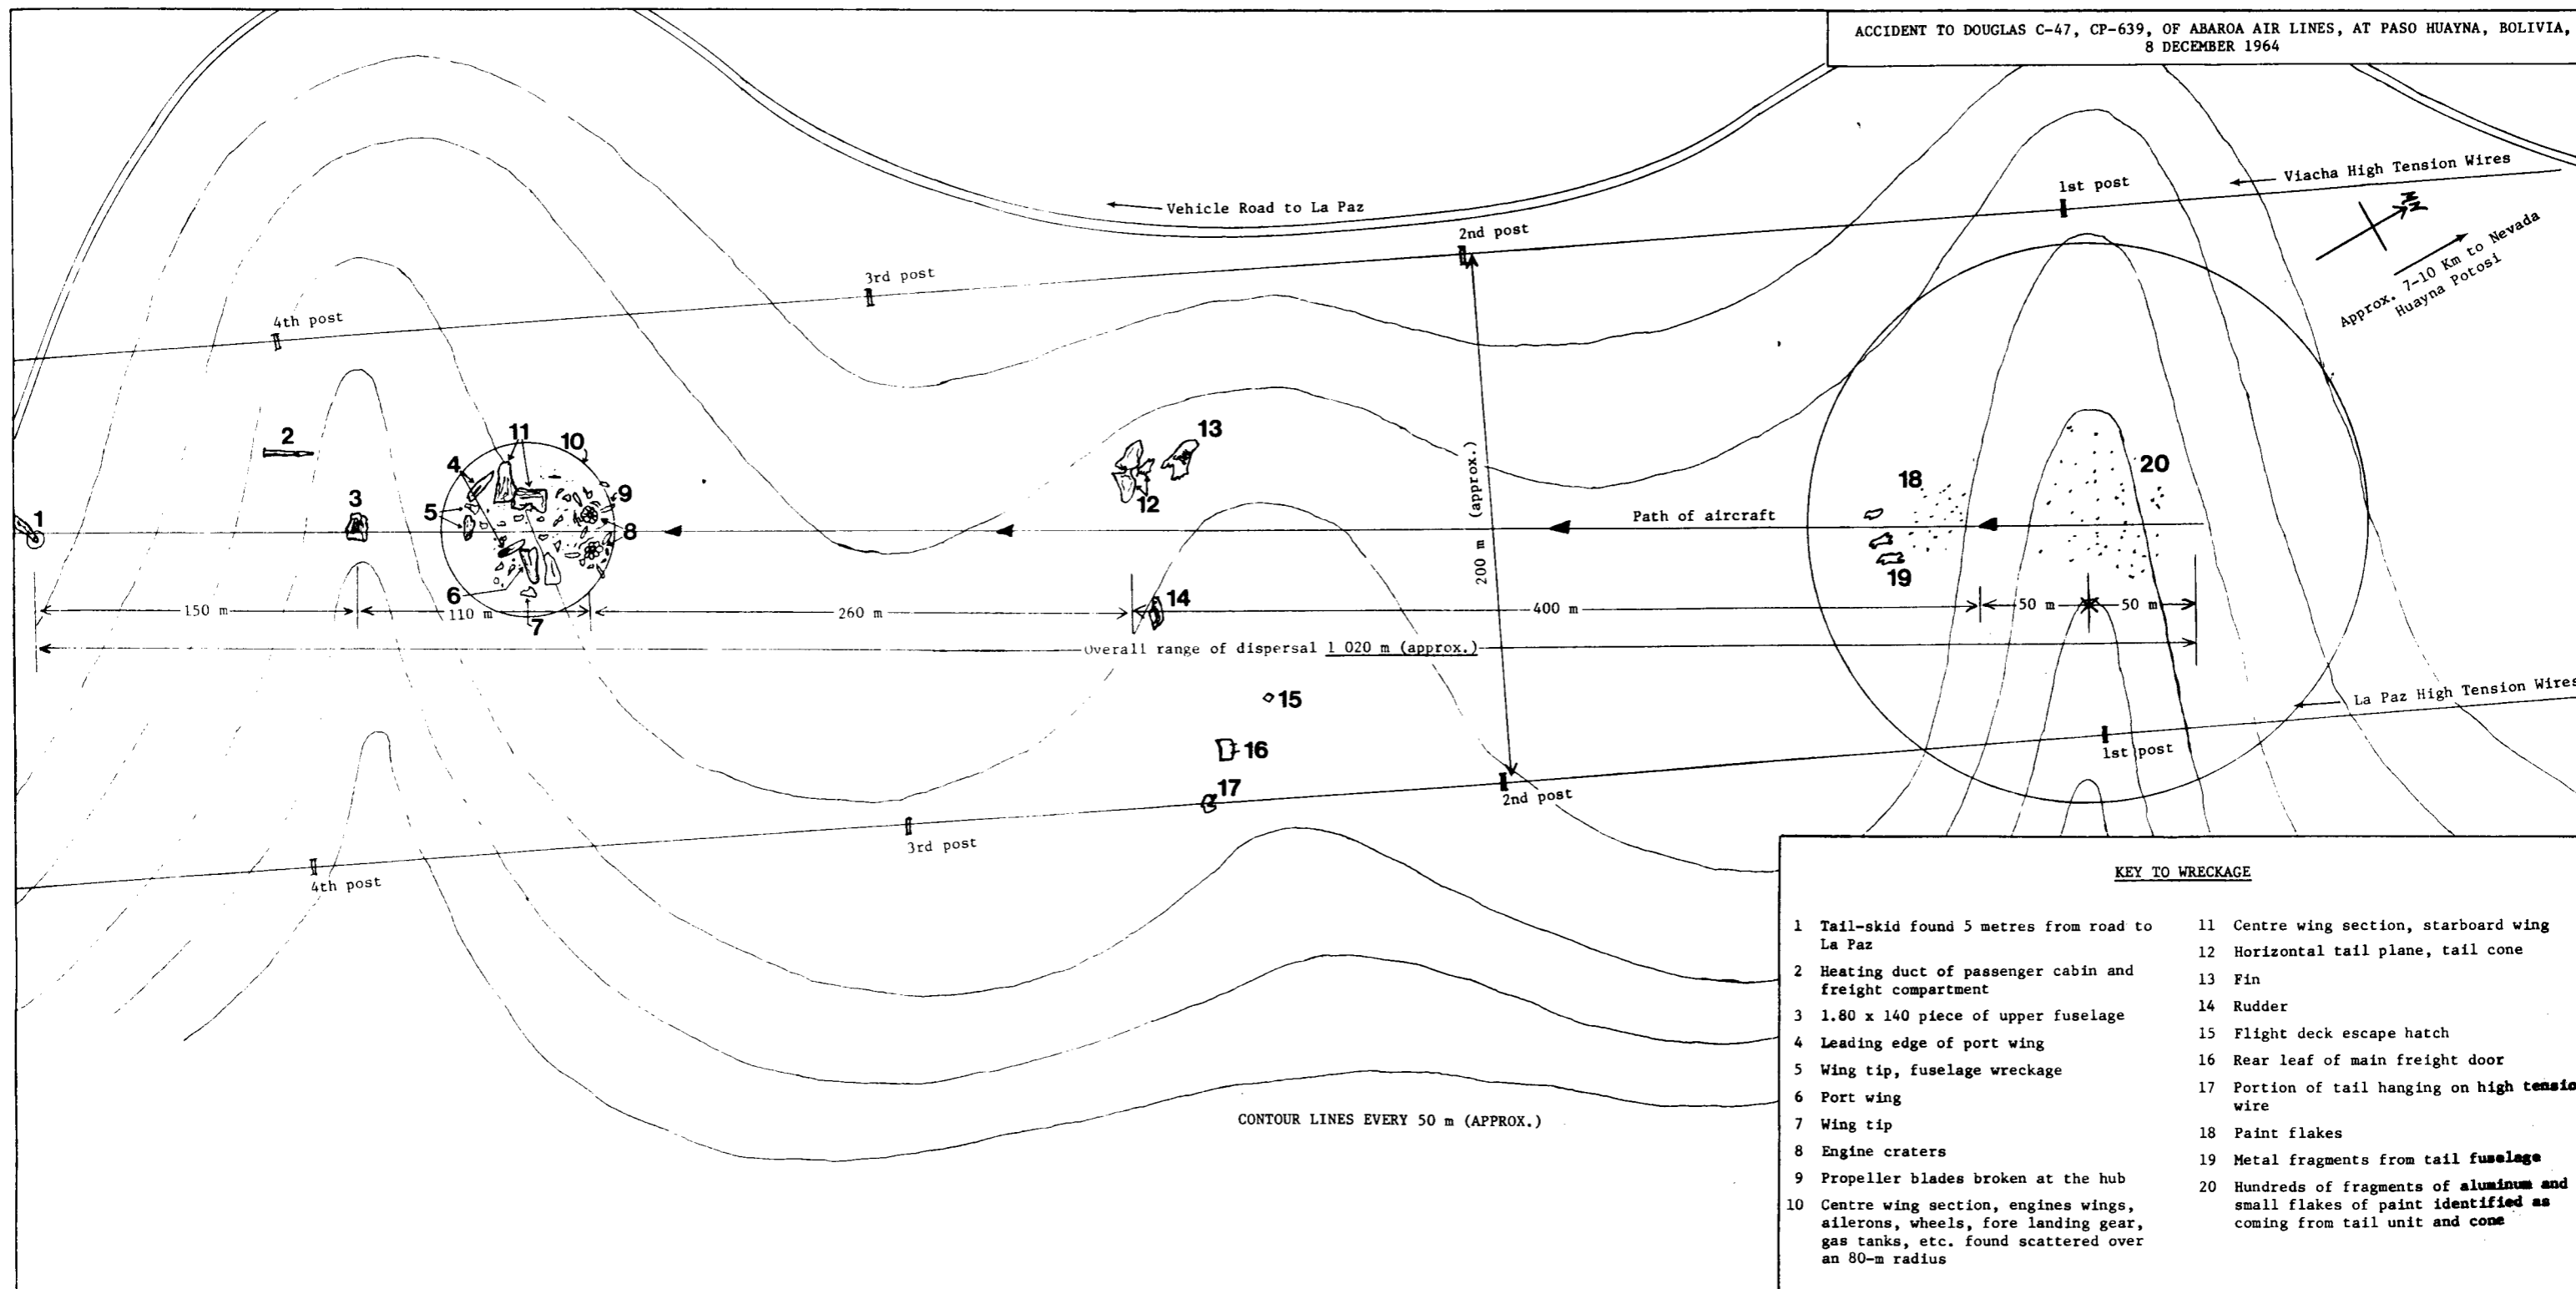 ACCIDENT TO DOUGLAS C-47, CP-639, OF ABAROA AIR LINES, AT PASO HUAYNA, BOLIVIA,
8 DECEMBER 1964
Viacha High Tension Wires
1st post
Vehicle Road to La Paz
2nd post
3rd post
4th post
N
Approx. 7-10 Km to Nevada
Huayna Potosi
200 m (approx.)
Path of aircraft
1
2
3
4
5
6
7
8
9
10
11
12
13
14
15
16
17
18
19
20
150 m
110 m
260 m
400 m
50 m
50 m
Overall range of dispersal 1 020 m (approx.)
La Paz High Tension Wires
1st post
2nd post
3rd post
4th post
CONTOUR LINES EVERY 50 m (APPROX.)
KEY TO WRECKAGE
1 Tail-skid found 5 metres from road to
La Paz
2 Heating duct of passenger cabin and
freight compartment
3 1.80 x 140 piece of upper fuselage
4 Leading edge of port wing
5 Wing tip, fuselage wreckage
6 Port wing
7 Wing tip
8 Engine craters
9 Propeller blades broken at the hub
10 Centre wing section, engines wings,
ailerons, wheels, fore landing gear,
gas tanks, etc. found scattered over
an 80-m radius
11 Centre wing section, starboard wing
12 Horizontal tail plane, tail cone
13 Fin
14 Rudder
15 Flight deck escape hatch
16 Rear leaf of main freight door
17 Portion of tail hanging on high tensio
wire
18 Paint flakes
19 Metal fragments from tail fuselage
20 Hundreds of fragments of aluminum and
small flakes of paint identified as
coming from tail unit and cone